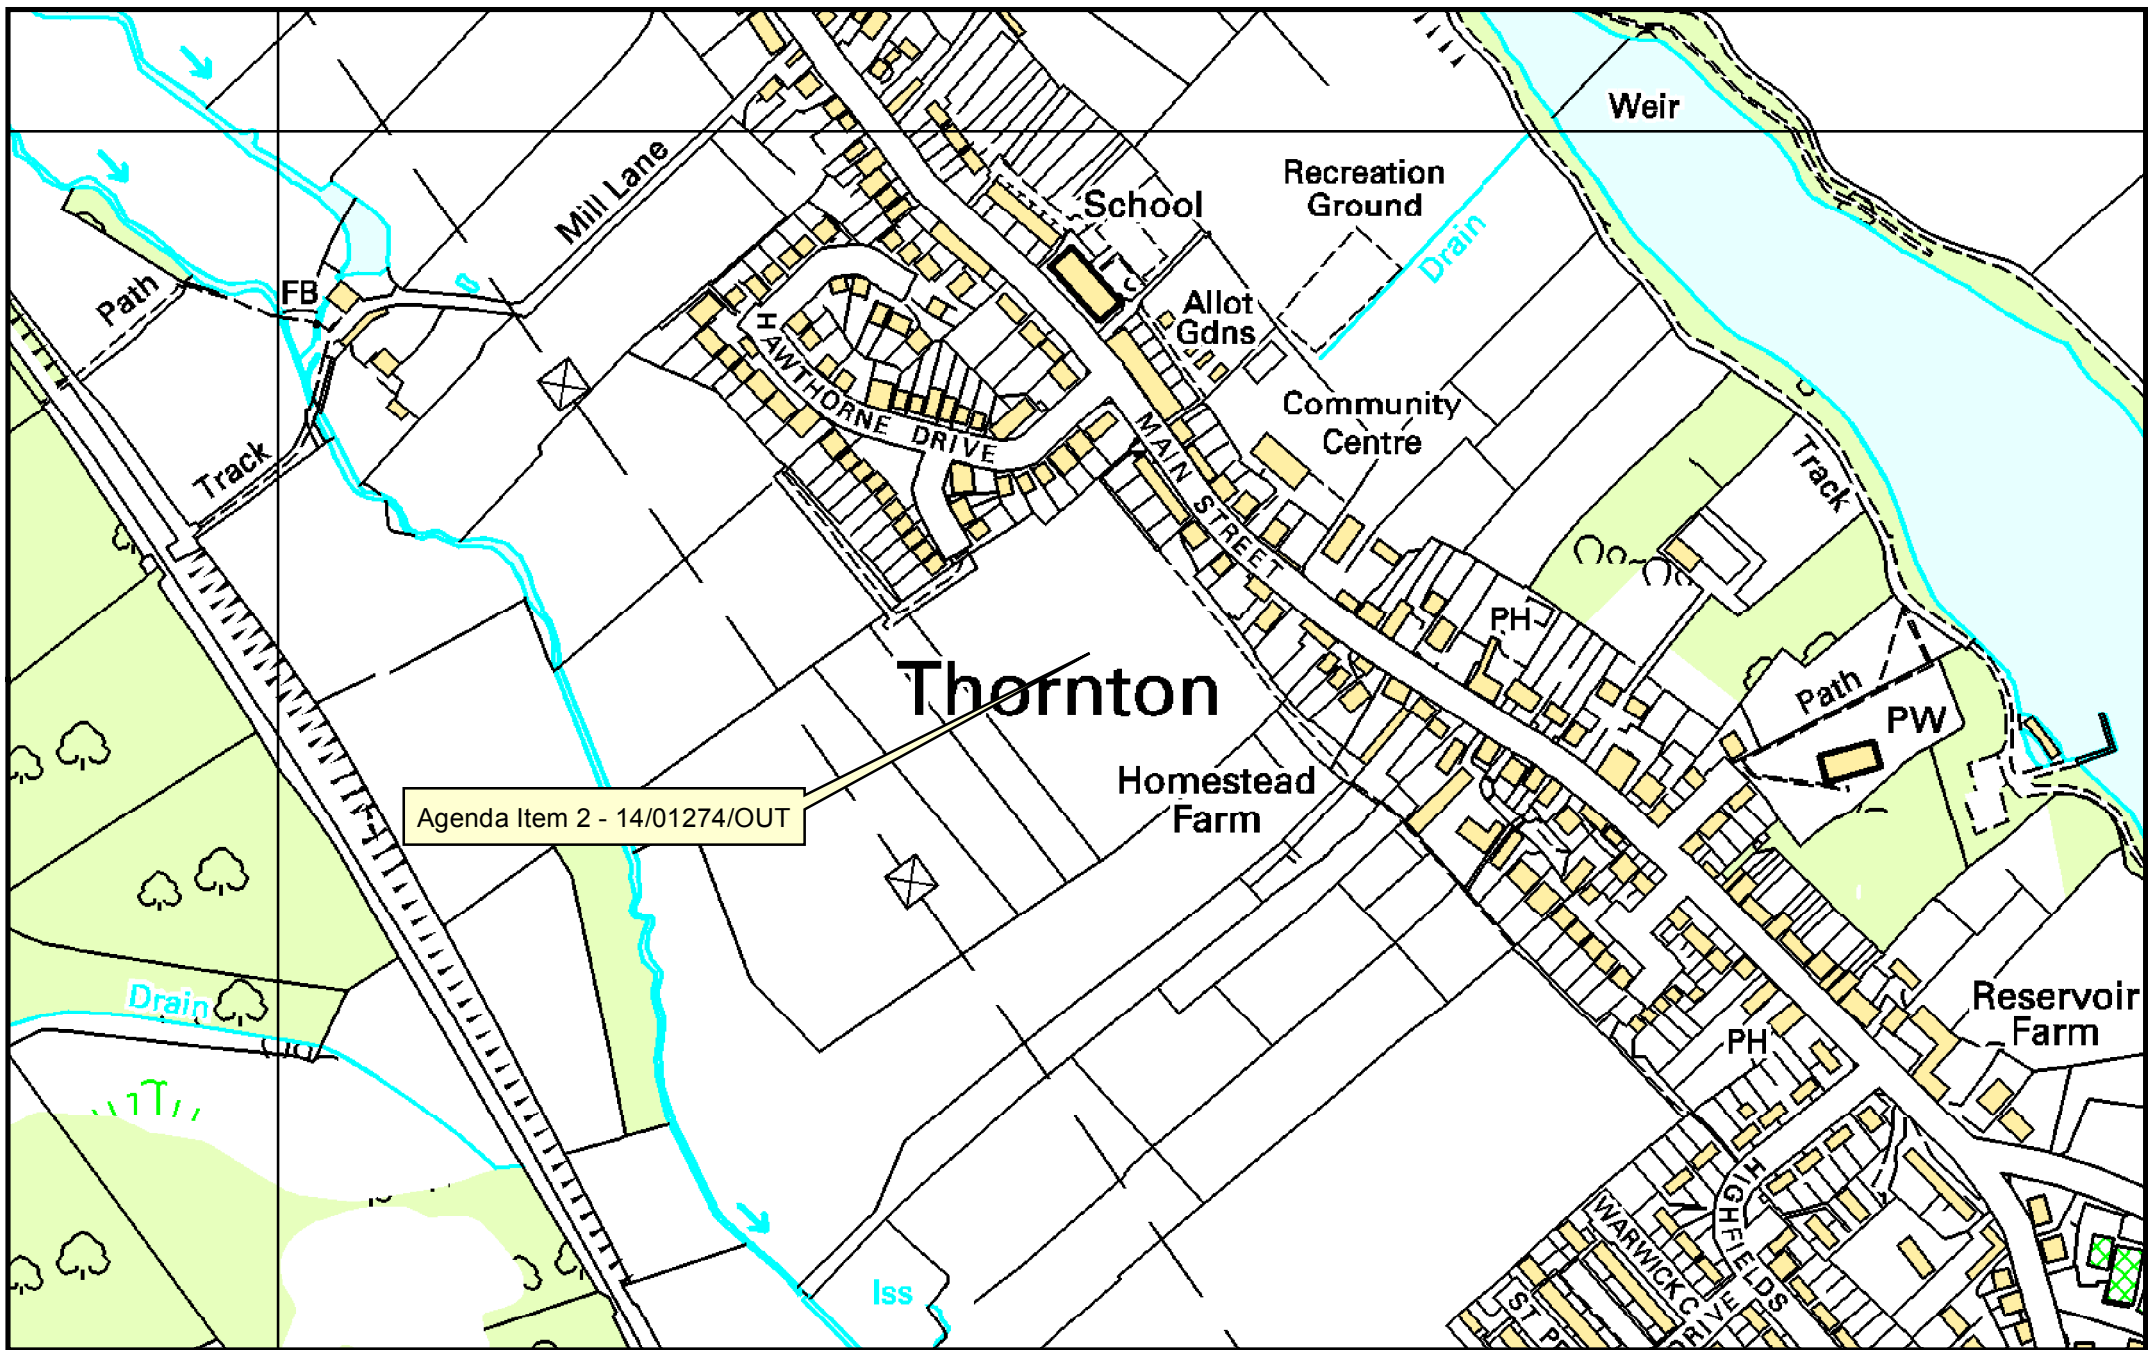 Weir
Recreation
Ground
School
Mill Lane
Drain
Path
FB
Allot
Gdns
HAWTHORNE DRIVE
Community
Centre
MAIN STREET
Track
Track
PH
Thornton
Path
PW
Homestead
Farm
Agenda Item 2 - 14/01274/OUT
Drain
Reservoir
Farm
PH
HIGHFIELDS
WARWICK C
DRIVE
Iss